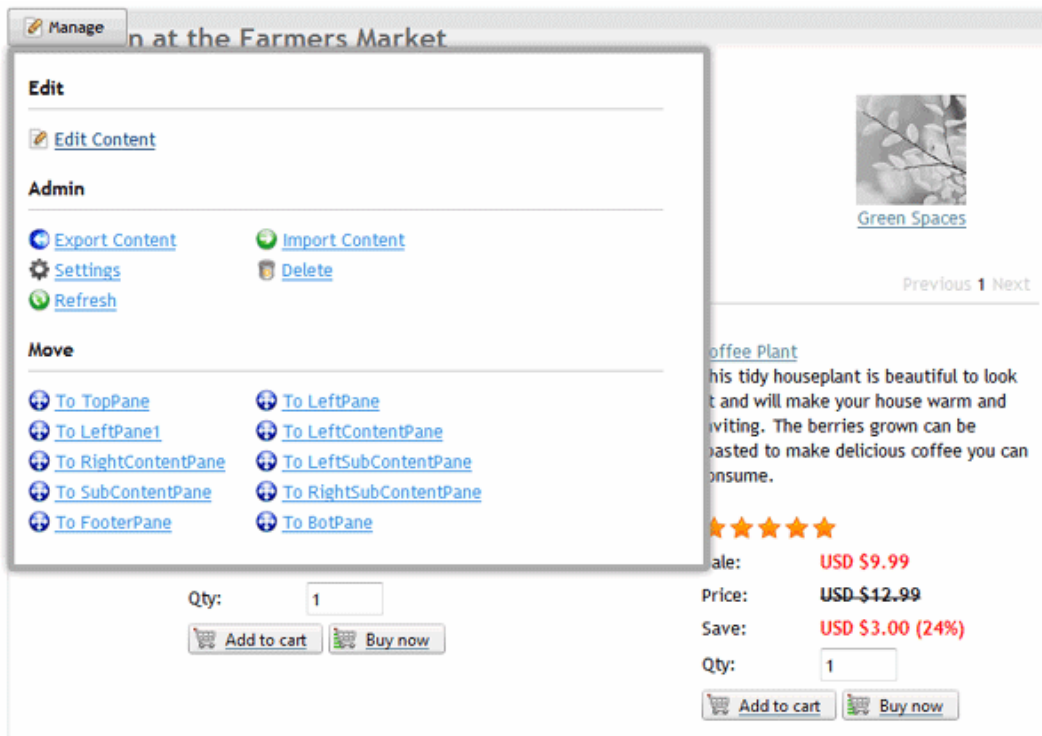 Manage
n at the Farmers Market
Edit
Edit Content
Admin
Export Content Import Content
Settings Delete
Refresh
Move
To TopPane To LeftPane
To LeftPane1 To LeftContentPane
To RightContentPane To LeftSubContentPane
To SubContentPane To RightSubContentPane
To FooterPane To BotPane
Qty: 1
Add to cart Buy now
Green Spaces
Previous 1 Next
offee Plant
his tidy houseplant is beautiful to look
t and will make your house warm and
nviting. The berries grown can be
oasted to make delicious coffee you can
onsume.
ale: USD $9.99
Price: USD $12.99
Save: USD $3.00 (24%)
Qty: 1
Add to cart Buy now